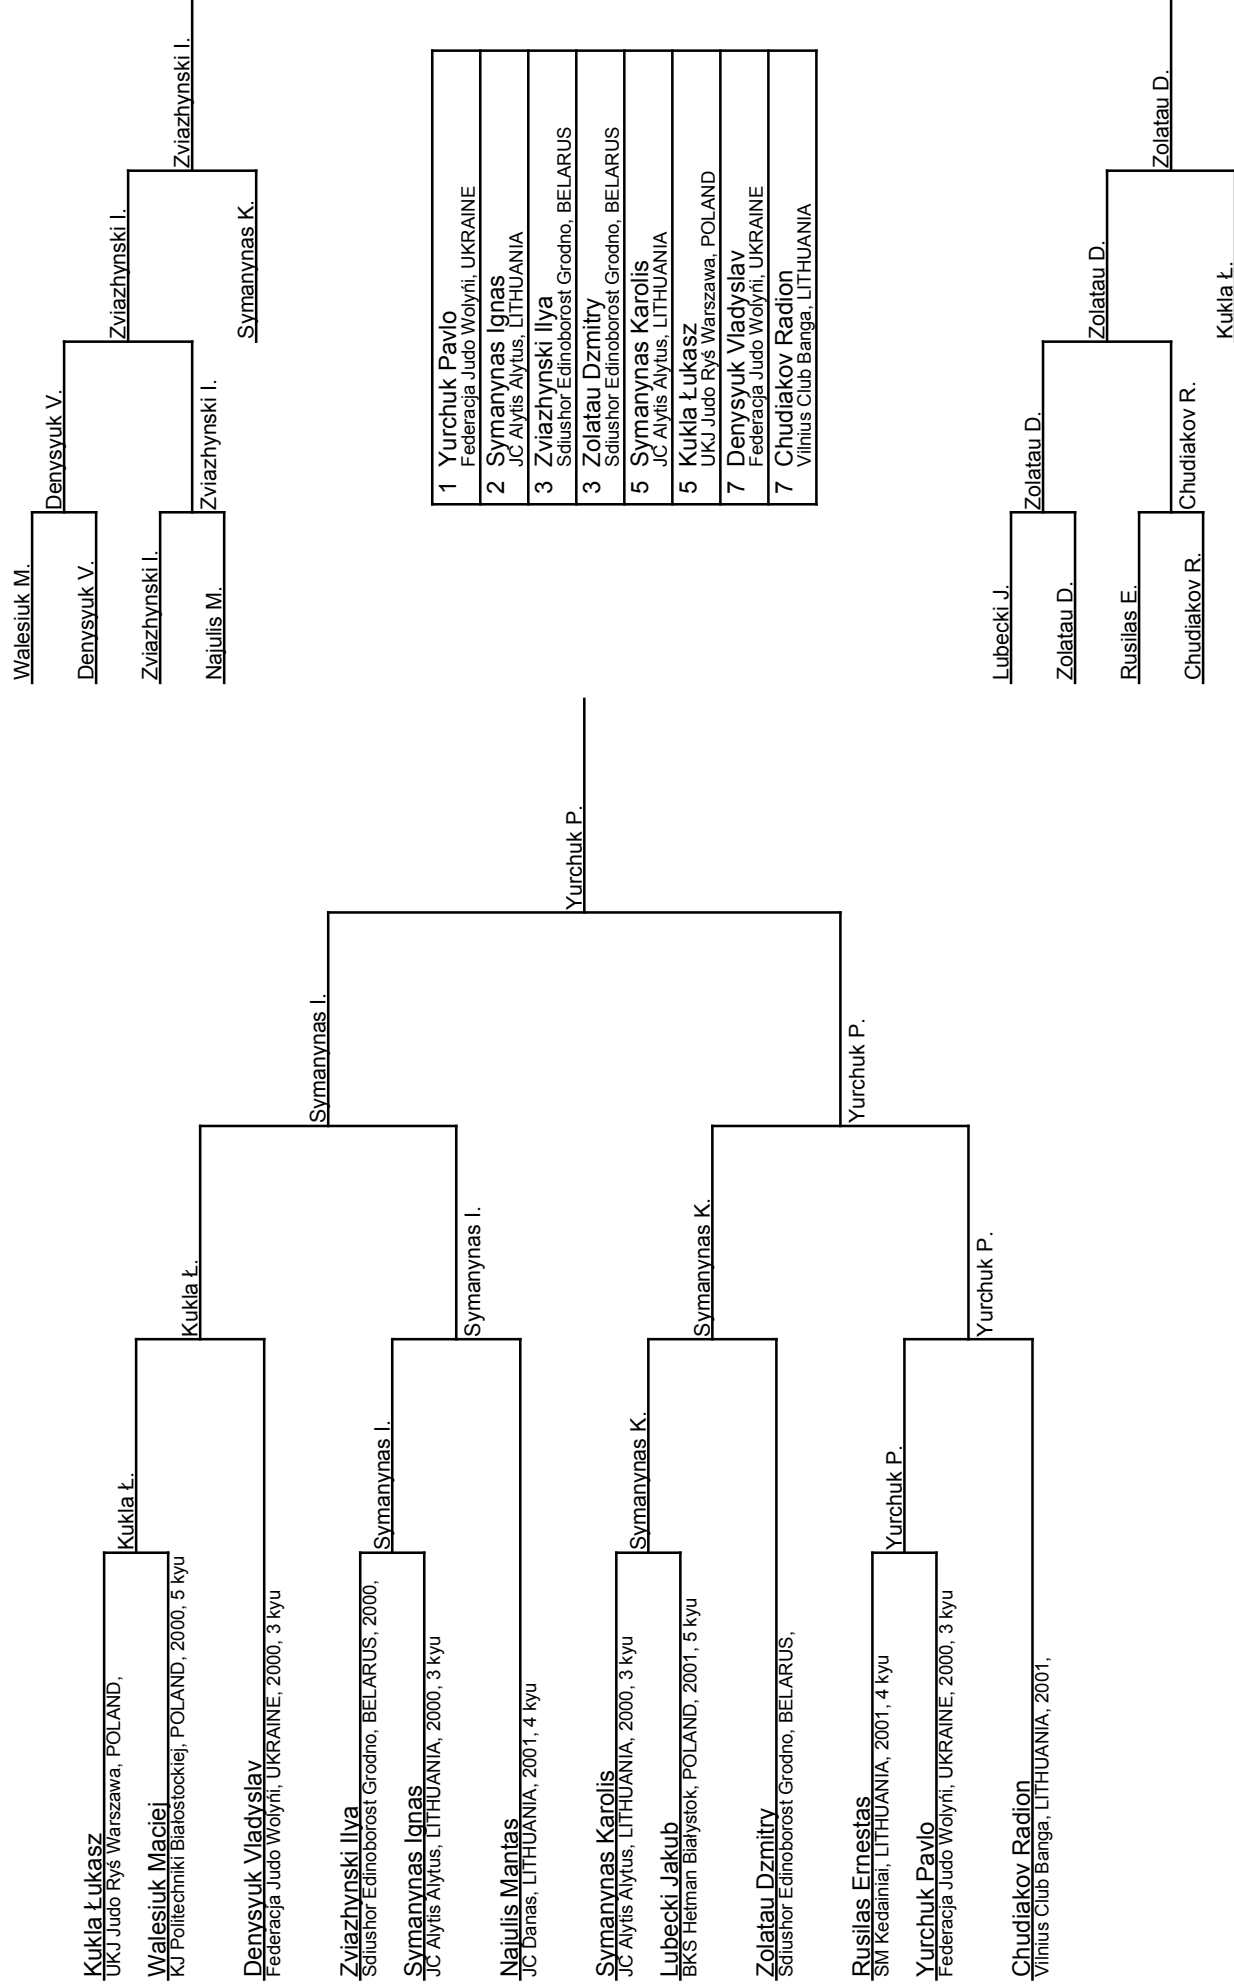 Kukla Łukasz
UKJ Judo Ryś Warszawa, POLAND,
Walesiuk Maciej
KJ Politechniki Białostockiej, POLAND, 2000, 5 kyu
Denysyuk Vladyslav
Federacja Judo Wolyńi, UKRAINE, 2000, 3 kyu
Zviazhynski Ilya
Sdiushor Edinoborost Grodno, BELARUS, 2000,
Symanynas Ignas
JC Alytis Alytus, LITHUANIA, 2000, 3 kyu
Najulis Mantas
JC Danas, LITHUANIA, 2001, 4 kyu
Symanynas Karolis
JC Alytis Alytus, LITHUANIA, 2000, 3 kyu
Lubecki Jakub
BKS Hetman Białystok, POLAND, 2001, 5 kyu
Zolatau Dzmitry
Sdiushor Edinoborost Grodno, BELARUS,
Rusilas Ernestas
SM Kedainiai, LITHUANIA, 2001, 4 kyu
Yurchuk Pavlo
Federacja Judo Wolyńi, UKRAINE, 2000, 3 kyu
Chudiakov Radion
Vilnius Club Banga, LITHUANIA, 2001,
Kukla Ł.
Symanynas I.
Symanynas K.
Yurchuk P.
Kukla Ł.
Symanynas I.
Symanynas K.
Yurchuk P.
Symanynas I.
Yurchuk P.
Yurchuk P.
Walesiuk M.
Denysyuk V.
Zviazhynski I.
Najulis M.
Denysyuk V.
Zviazhynski I.
Zviazhynski I.
Symanynas K.
Zviazhynski I.
1 Yurchuk Pavlo
Federacja Judo Wolyńi, UKRAINE
2 Symanynas Ignas
JC Alytis Alytus, LITHUANIA
3 Zviazhynski Ilya
Sdiushor Edinoborost Grodno, BELARUS
3 Zolatau Dzmitry
Sdiushor Edinoborost Grodno, BELARUS
5 Symanynas Karolis
JC Alytis Alytus, LITHUANIA
5 Kukla Łukasz
UKJ Judo Ryś Warszawa, POLAND
7 Denysyuk Vladyslav
Federacja Judo Wolyńi, UKRAINE
7 Chudiakov Radion
Vilnius Club Banga, LITHUANIA
Lubecki J.
Zolatau D.
Rusilas E.
Chudiakov R.
Zolatau D.
Chudiakov R.
Zolatau D.
Kukla Ł.
Zolatau D.